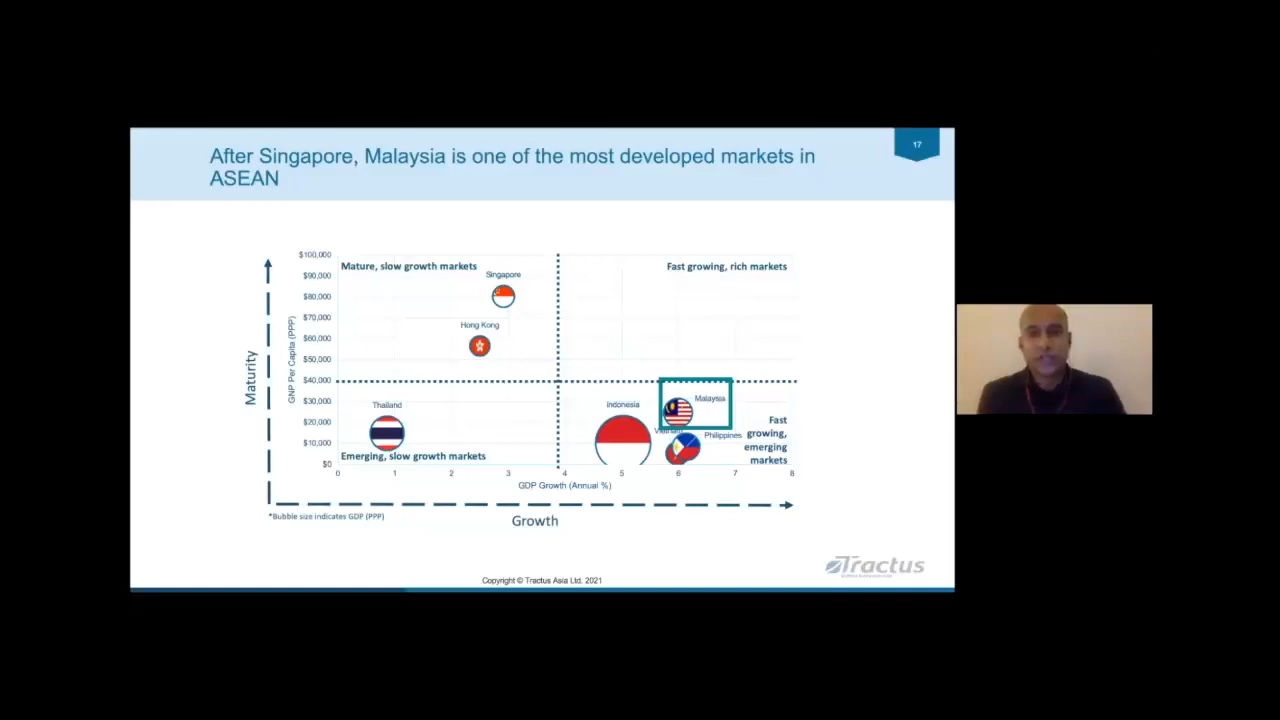 After Singapore, Malaysia is one of the most developed markets in
ASEAN
17
Maturity
GNP Per Capita (PPP)
$100,000
$90,000
$80,000
$70,000
$60,000
$50,000
$40,000
$30,000
$20,000
$10,000
$0
Mature, slow growth markets
Fast growing, rich markets
Singapore
Hong Kong
Thailand
Indonesia
Malaysia
Vietnam
Philippines
Fast
growing,
emerging
markets
Emerging, slow growth markets
0 1 2 3 4 5 6 7 8
GDP Growth (Annual %)
*Bubble size indicates GDP (PPP)
Growth
Tractus
Copyright © Tractus Asia Ltd. 2021